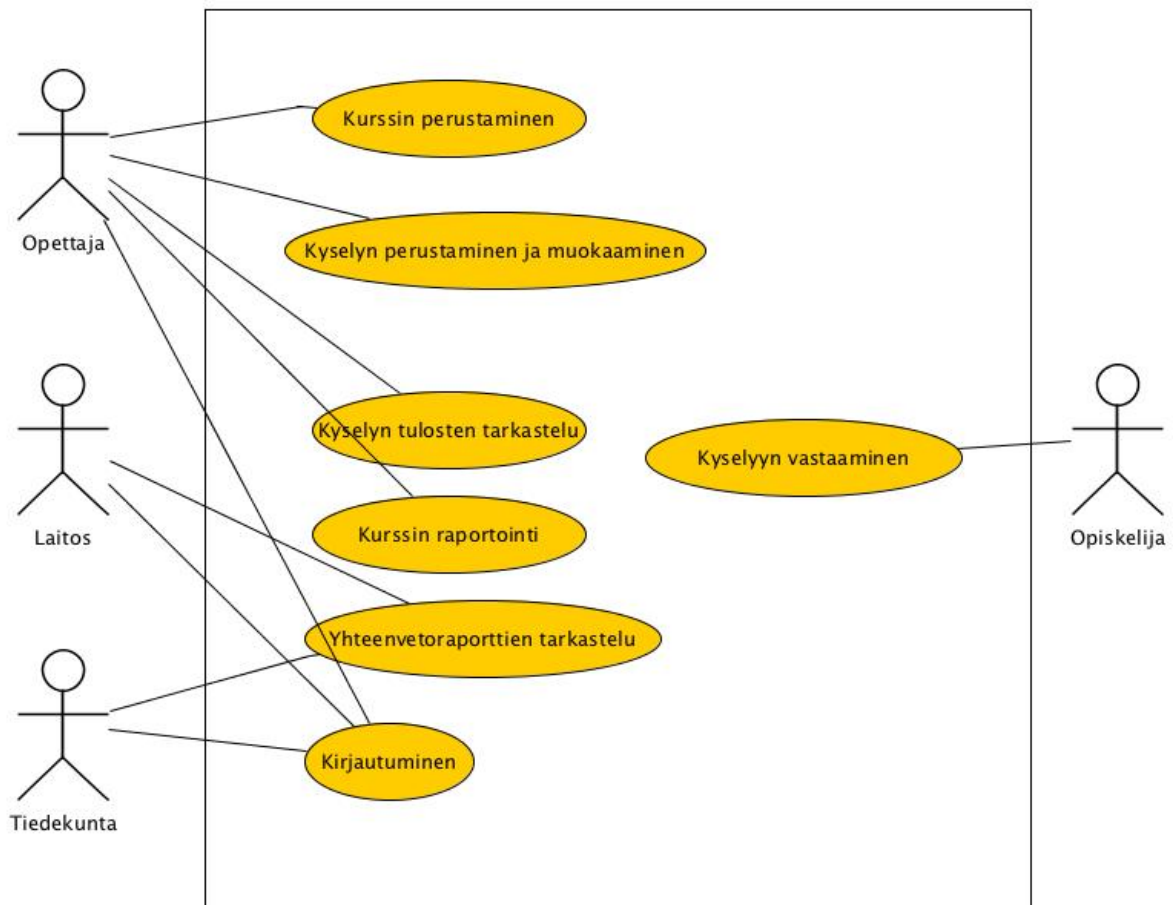 Kurssin perustaminen
Opettaja
Kyselyn perustaminen ja muokaaminen
Kyselyn tulosten tarkastelu
Kyselyyn vastaaminen
Laitos
Kurssin raportointi
Opiskelija
Yhteenvetoraporttien tarkastelu
Kirjautuminen
Tiedekunta